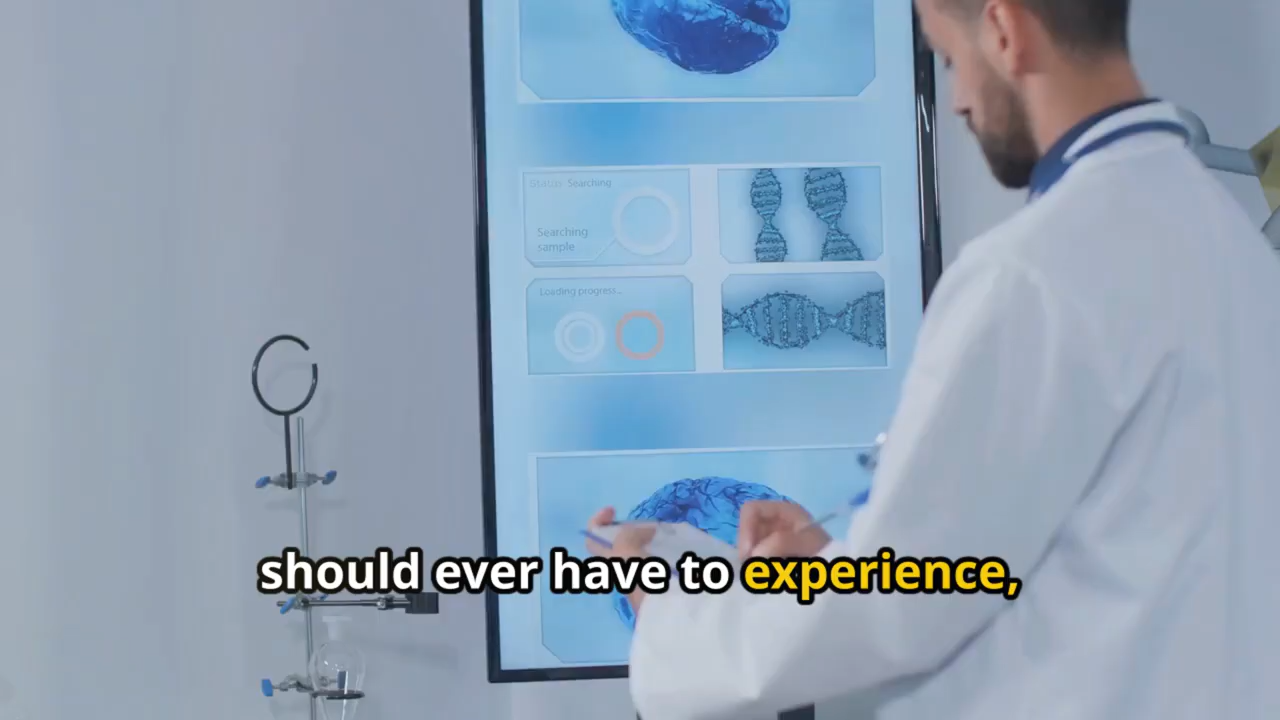 Status: Searching
Searching
sample
Loading progress...
should ever have to experience,